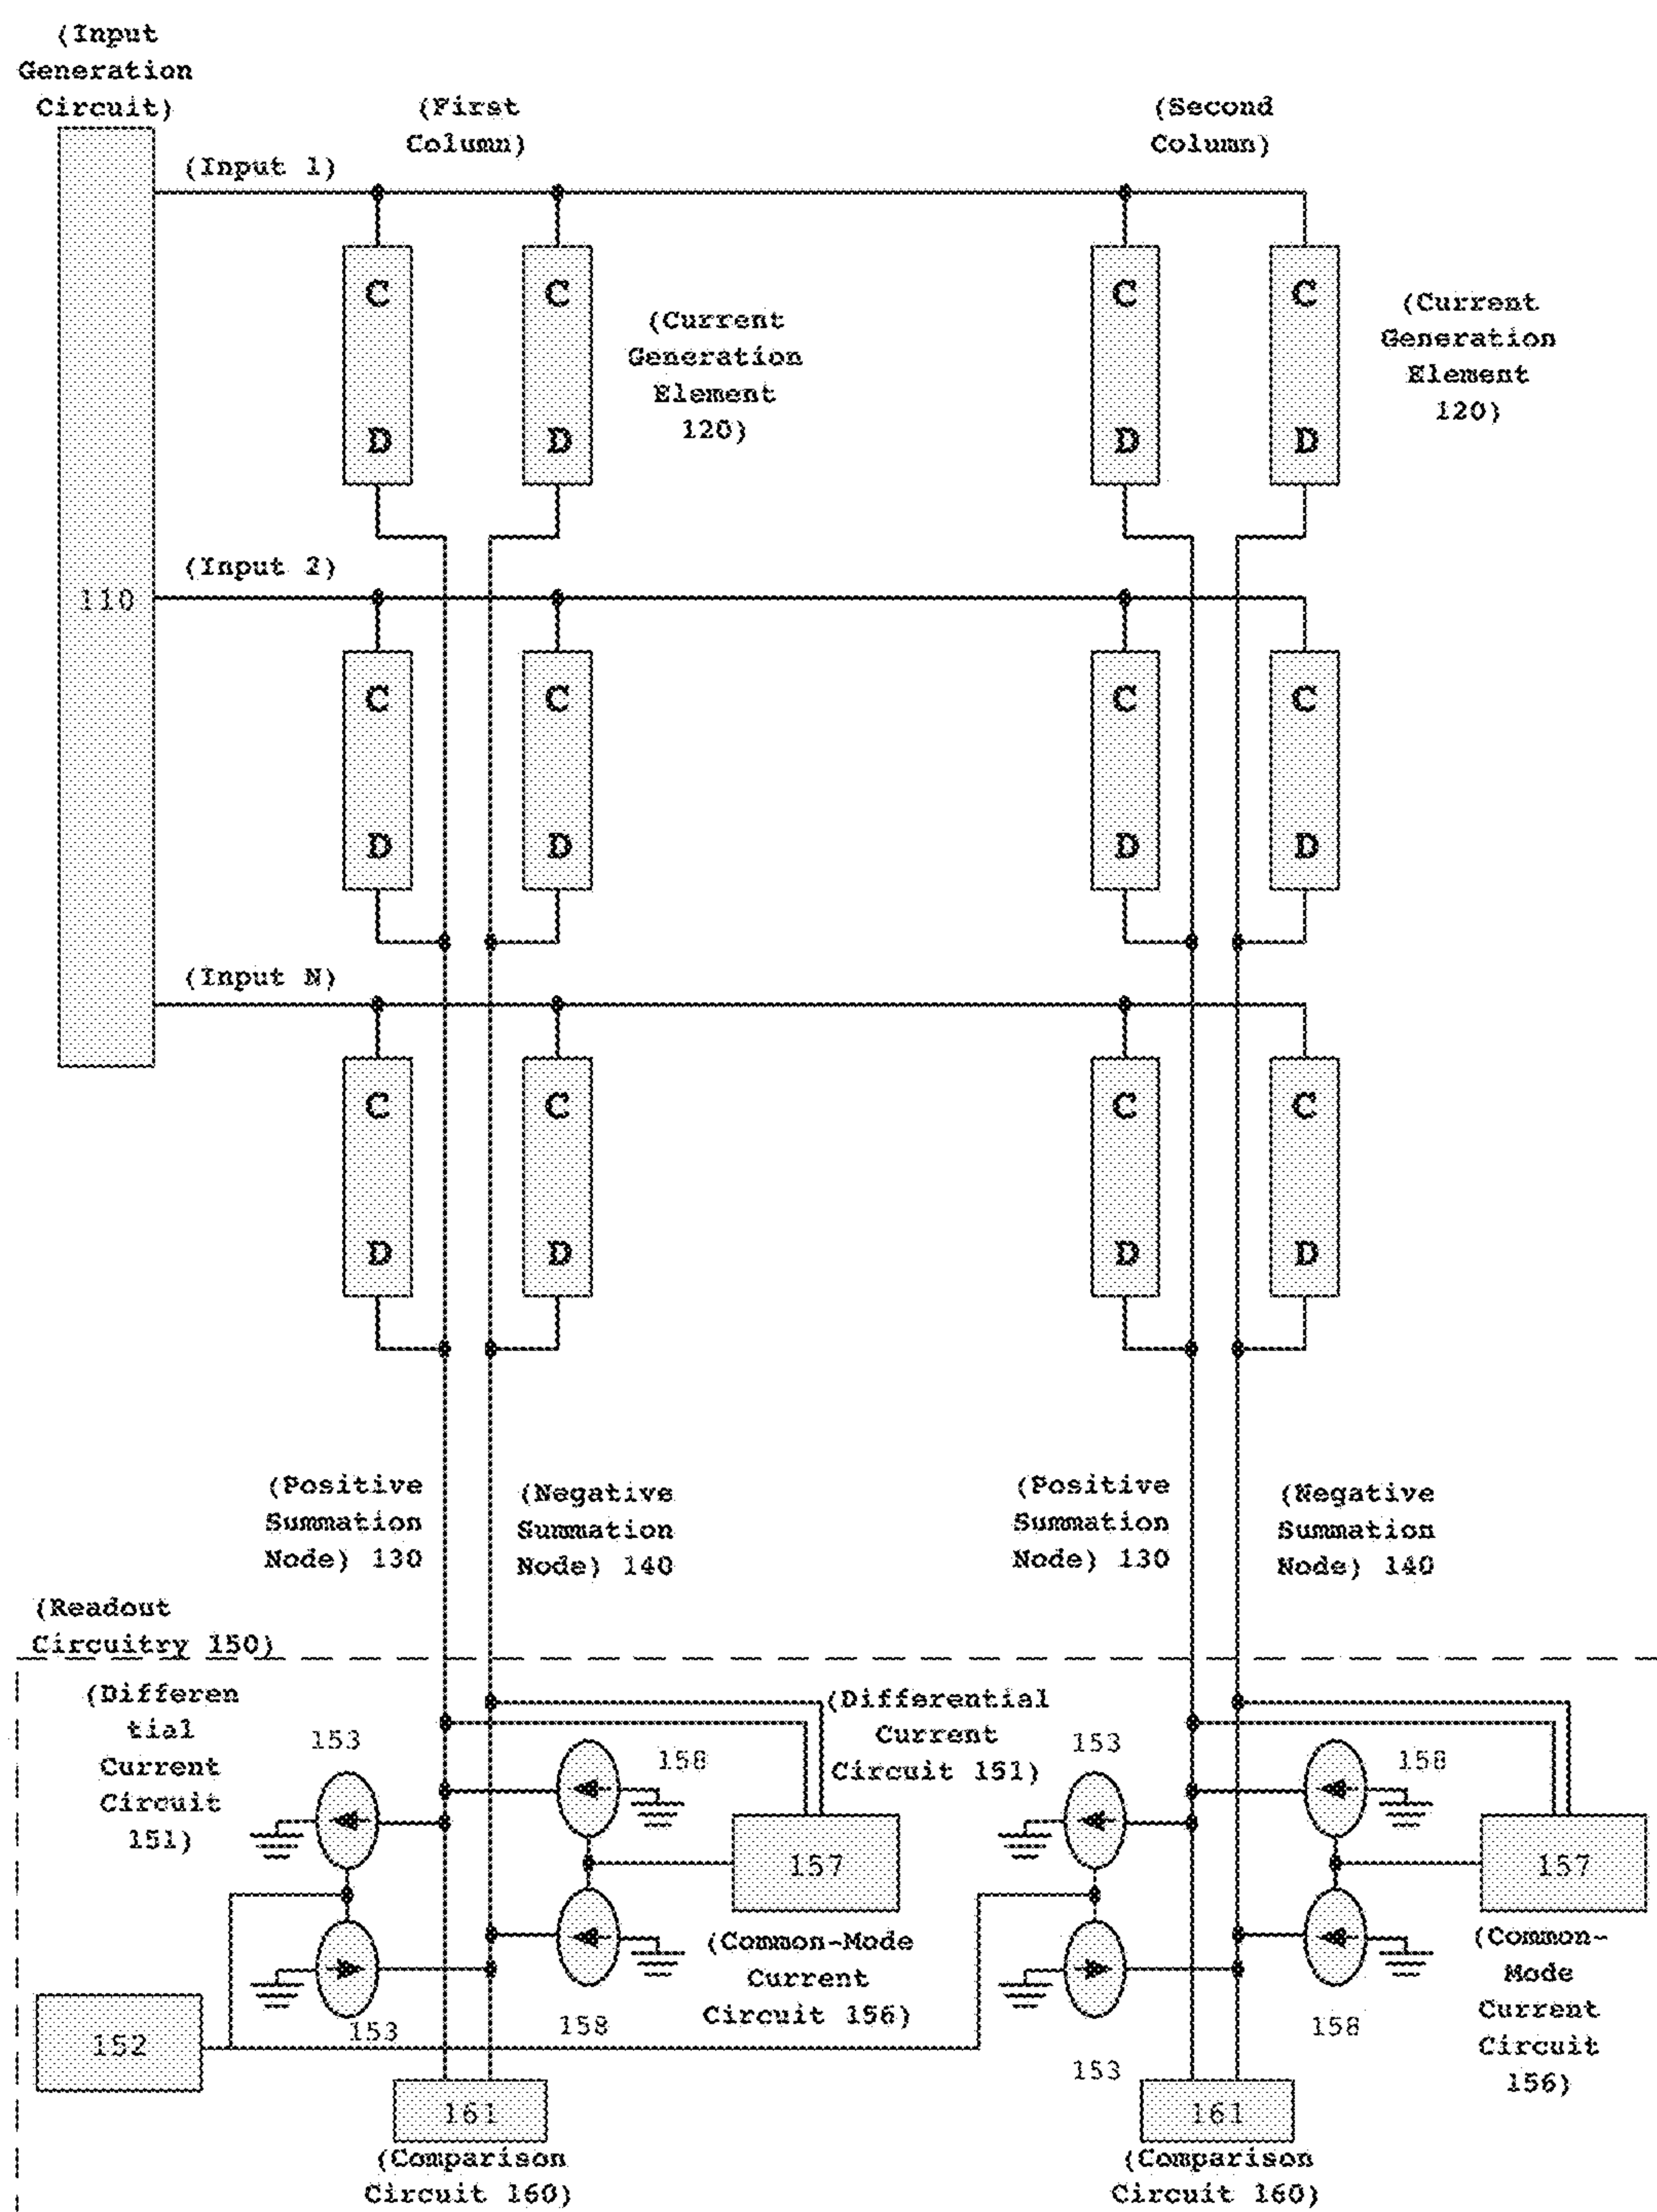 (Input
Generation
Circuit)
(First
Column)
(Second
Column)
(Input 1)
C
C
C
C
(Current
Generation
Element
120)
(Current
Generation
Element
120)
D
D
D
D
(Input 2)
110
C
C
C
C
D
D
D
D
(Input N)
C
C
C
C
D
D
D
D
(Positive
Summation
Node) 130
(Negative
Summation
Node) 140
(Positive
Summation
Node) 130
(Negative
Summation
Node) 140
(Readout
Circuitry 150)
(Differen
tial
Current
Circuit
151)
153
158
(Differential
Current
Circuit 151)
153
158
157
157
(Common-Mode
Current
Circuit 156)
(Common-
Mode
Current
Circuit
156)
152
153
158
153
158
161
161
(Comparison
Circuit 160)
(Comparison
Circuit 160)